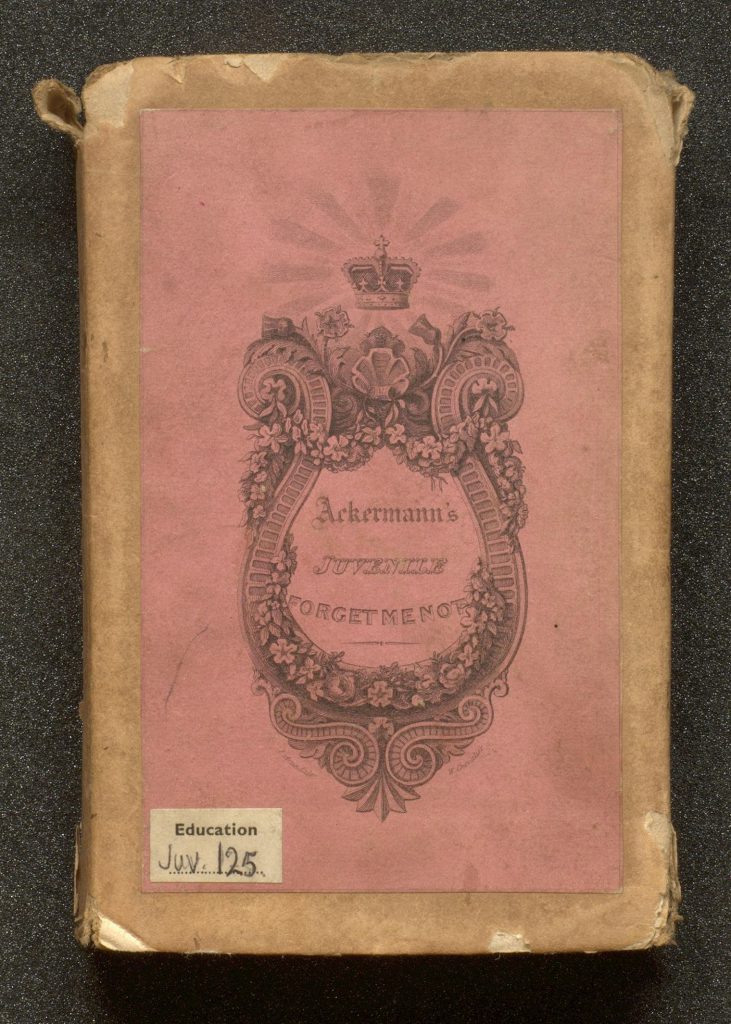 Ackermann's
JUVENILE
FORGET ME NOT
Education
Juv. 125.